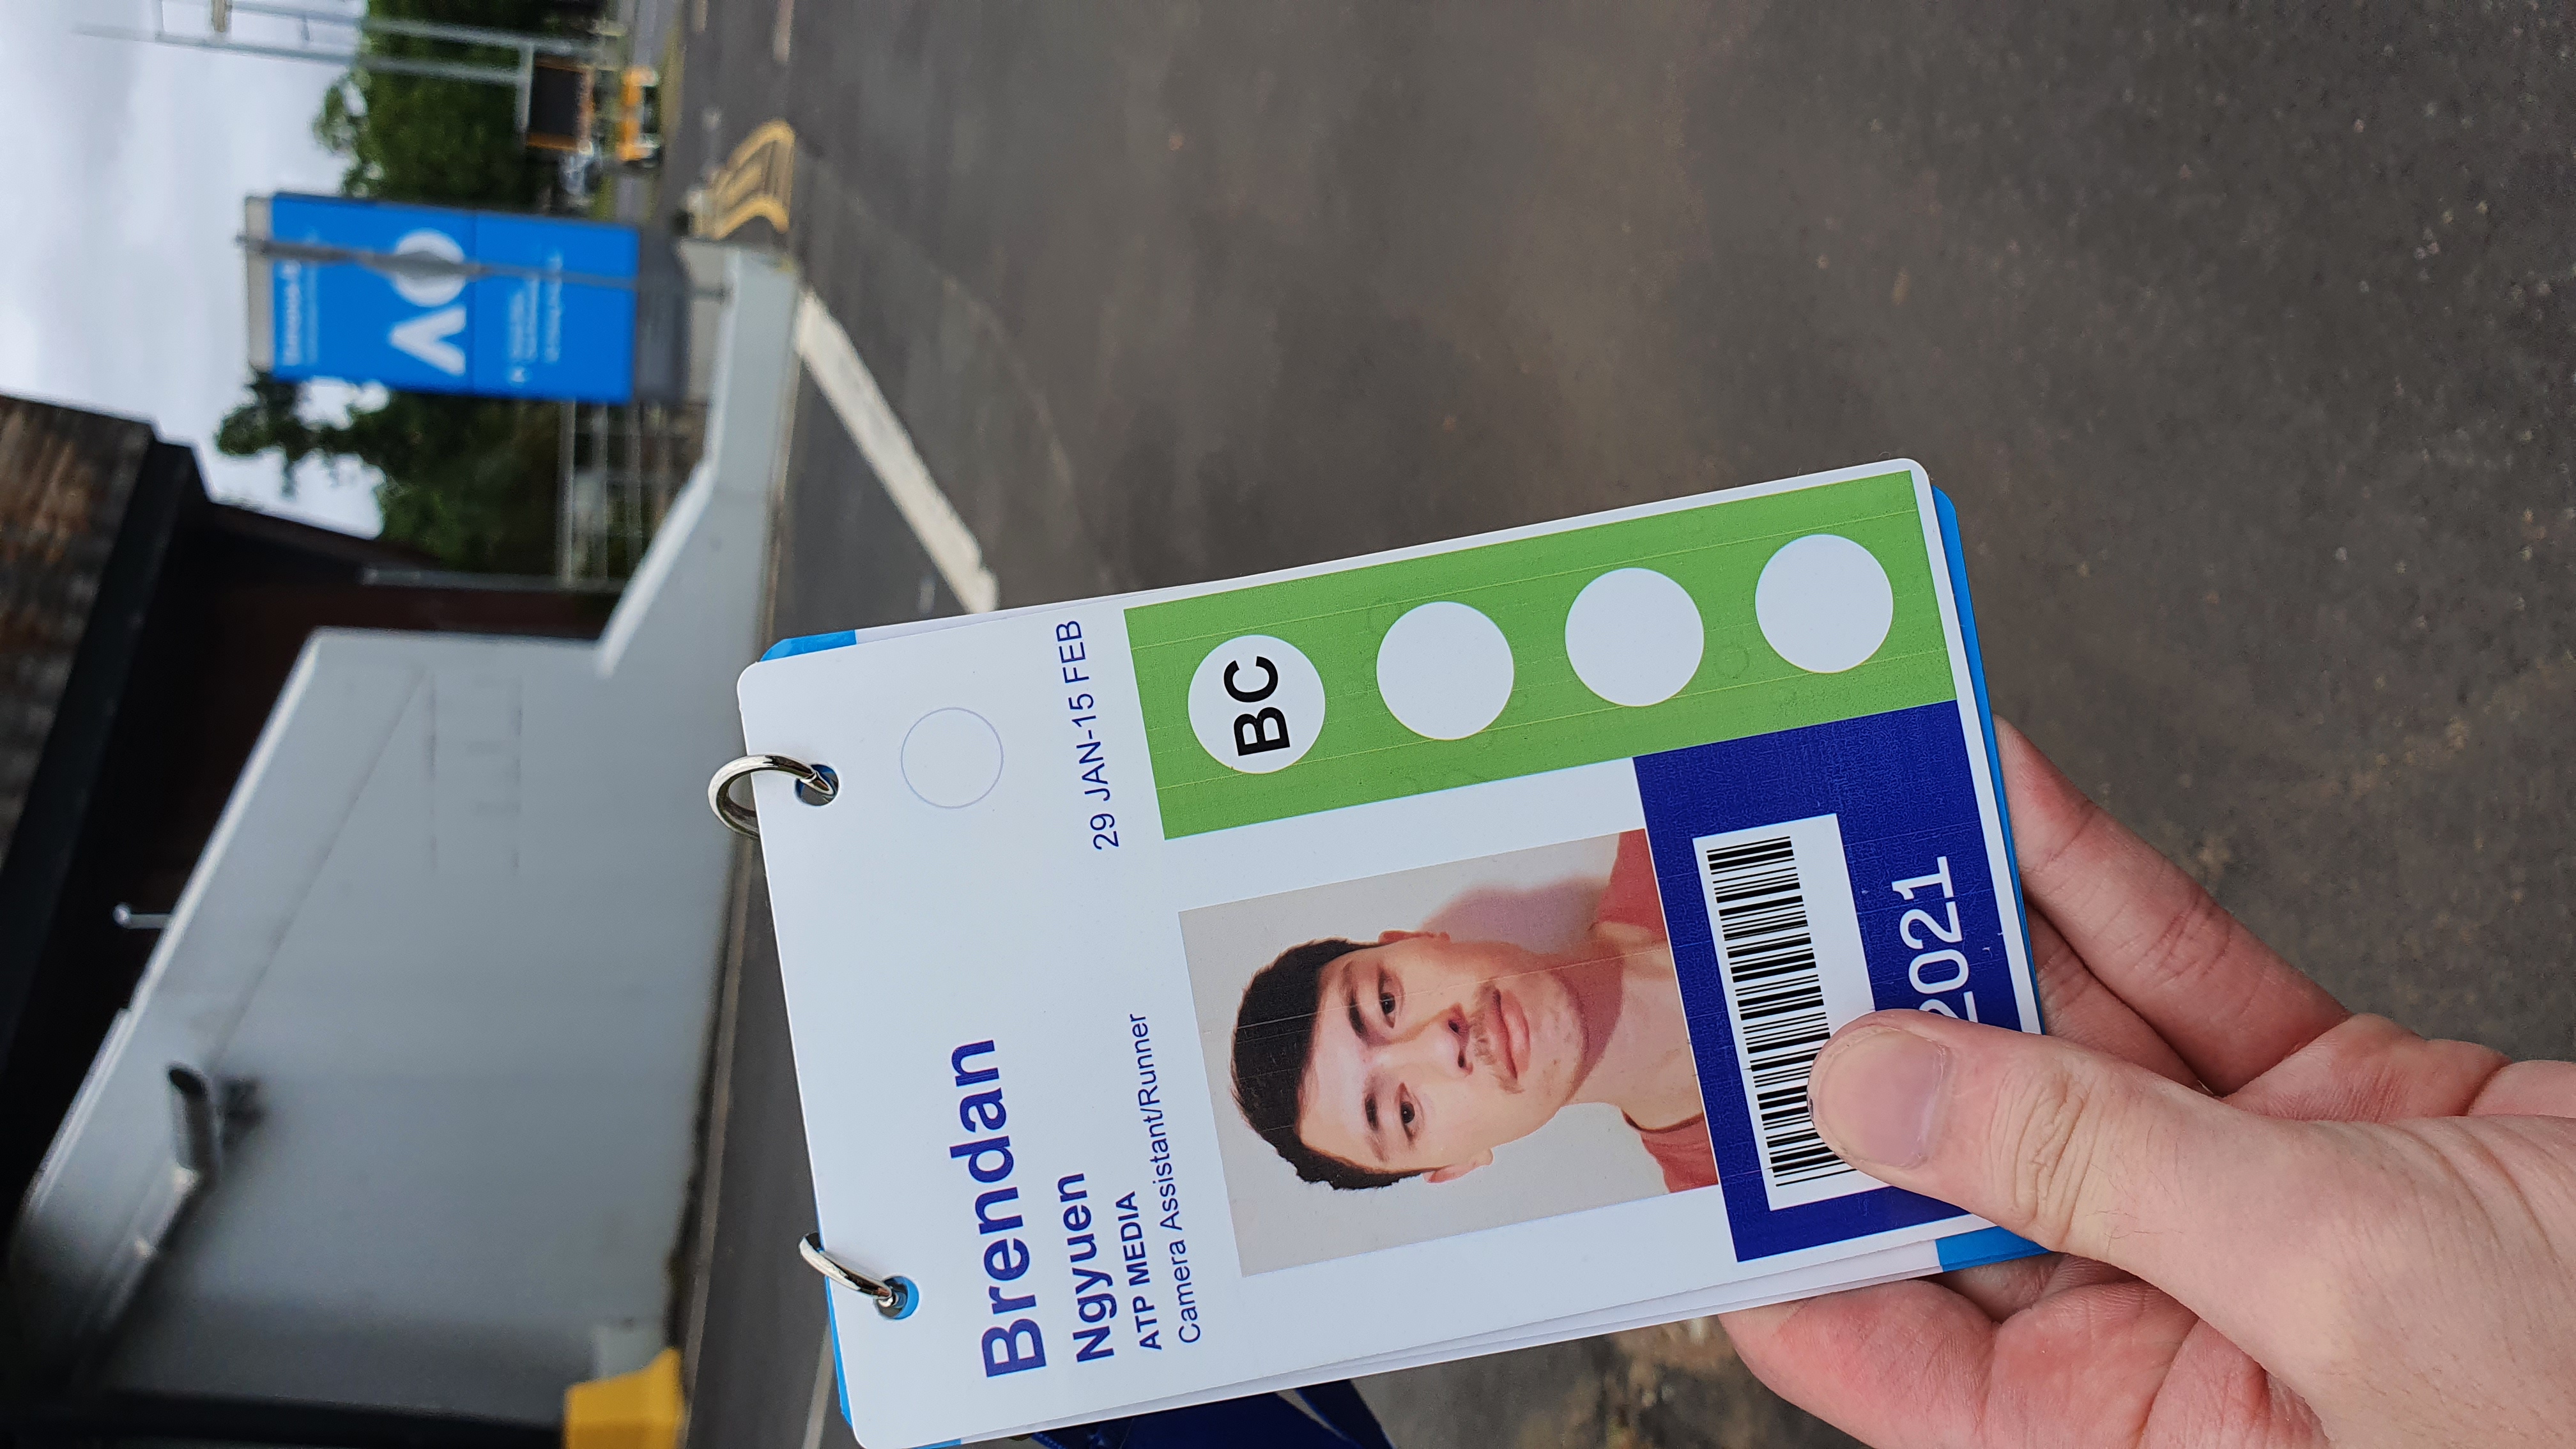 AO
Brendan
Ngyuen
ATP MEDIA
Camera Assistant/Runner
29 JAN-15 FEB
BC
2021